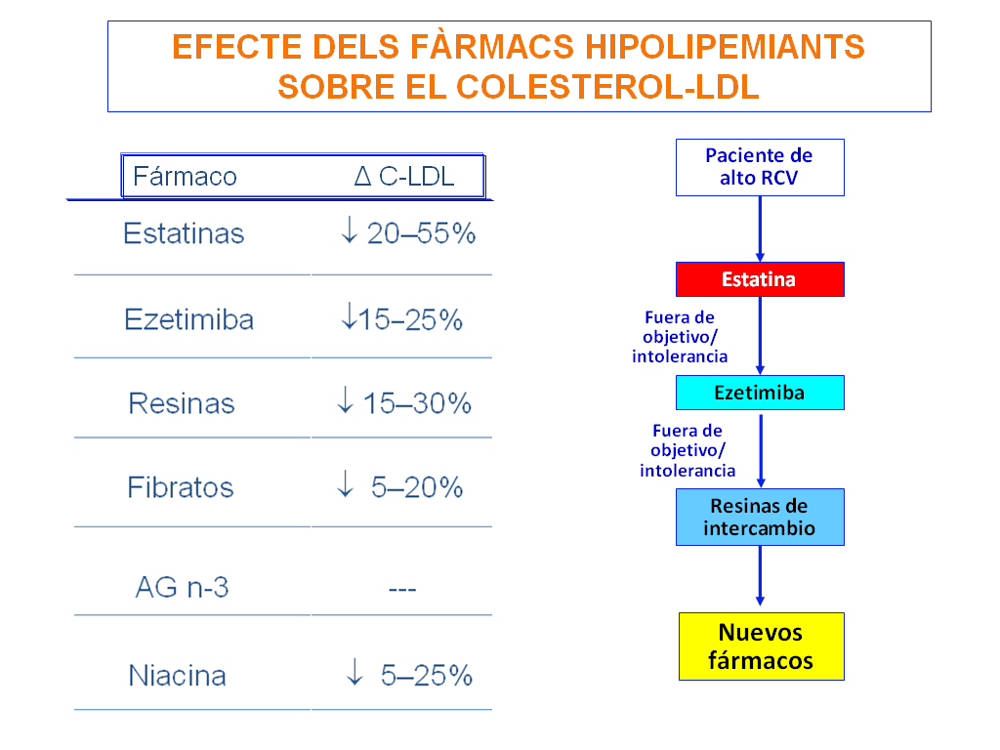 EFECTE DELS FÀRMACS HIPOLIPEMIANTS
SOBRE EL COLESTEROL-LDL
Fármaco Δ C-LDL
Estatinas ↓ 20–55%
Ezetimiba ↓15–25%
Resinas ↓ 15–30%
Fibratos ↓ 5–20%
AG n-3 ---
Niacina ↓ 5–25%
Paciente de
alto RCV
Estatina
Fuera de
objetivo/
intolerancia
Ezetimiba
Fuera de
objetivo/
intolerancia
Resinas de
intercambio
Nuevos
fármacos